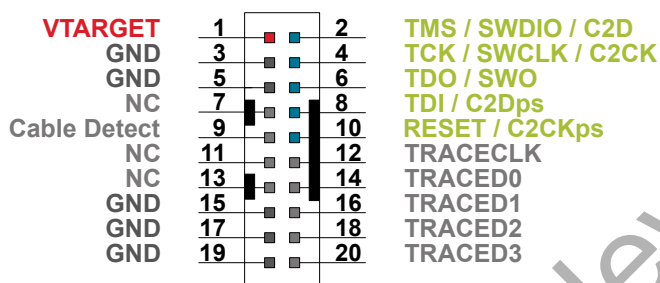 VTARGET 1 2 TMS / SWDIO / C2D
GND 3 4 TCK / SWCLK / C2CK
GND 5 6 TDO / SWO
NC 7 8 TDI / C2Dps
Cable Detect 9 10 RESET / C2CKps
NC 11 12 TRACECLK
NC 13 14 TRACED0
GND 15 16 TRACED1
GND 17 18 TRACED2
GND 19 20 TRACED3